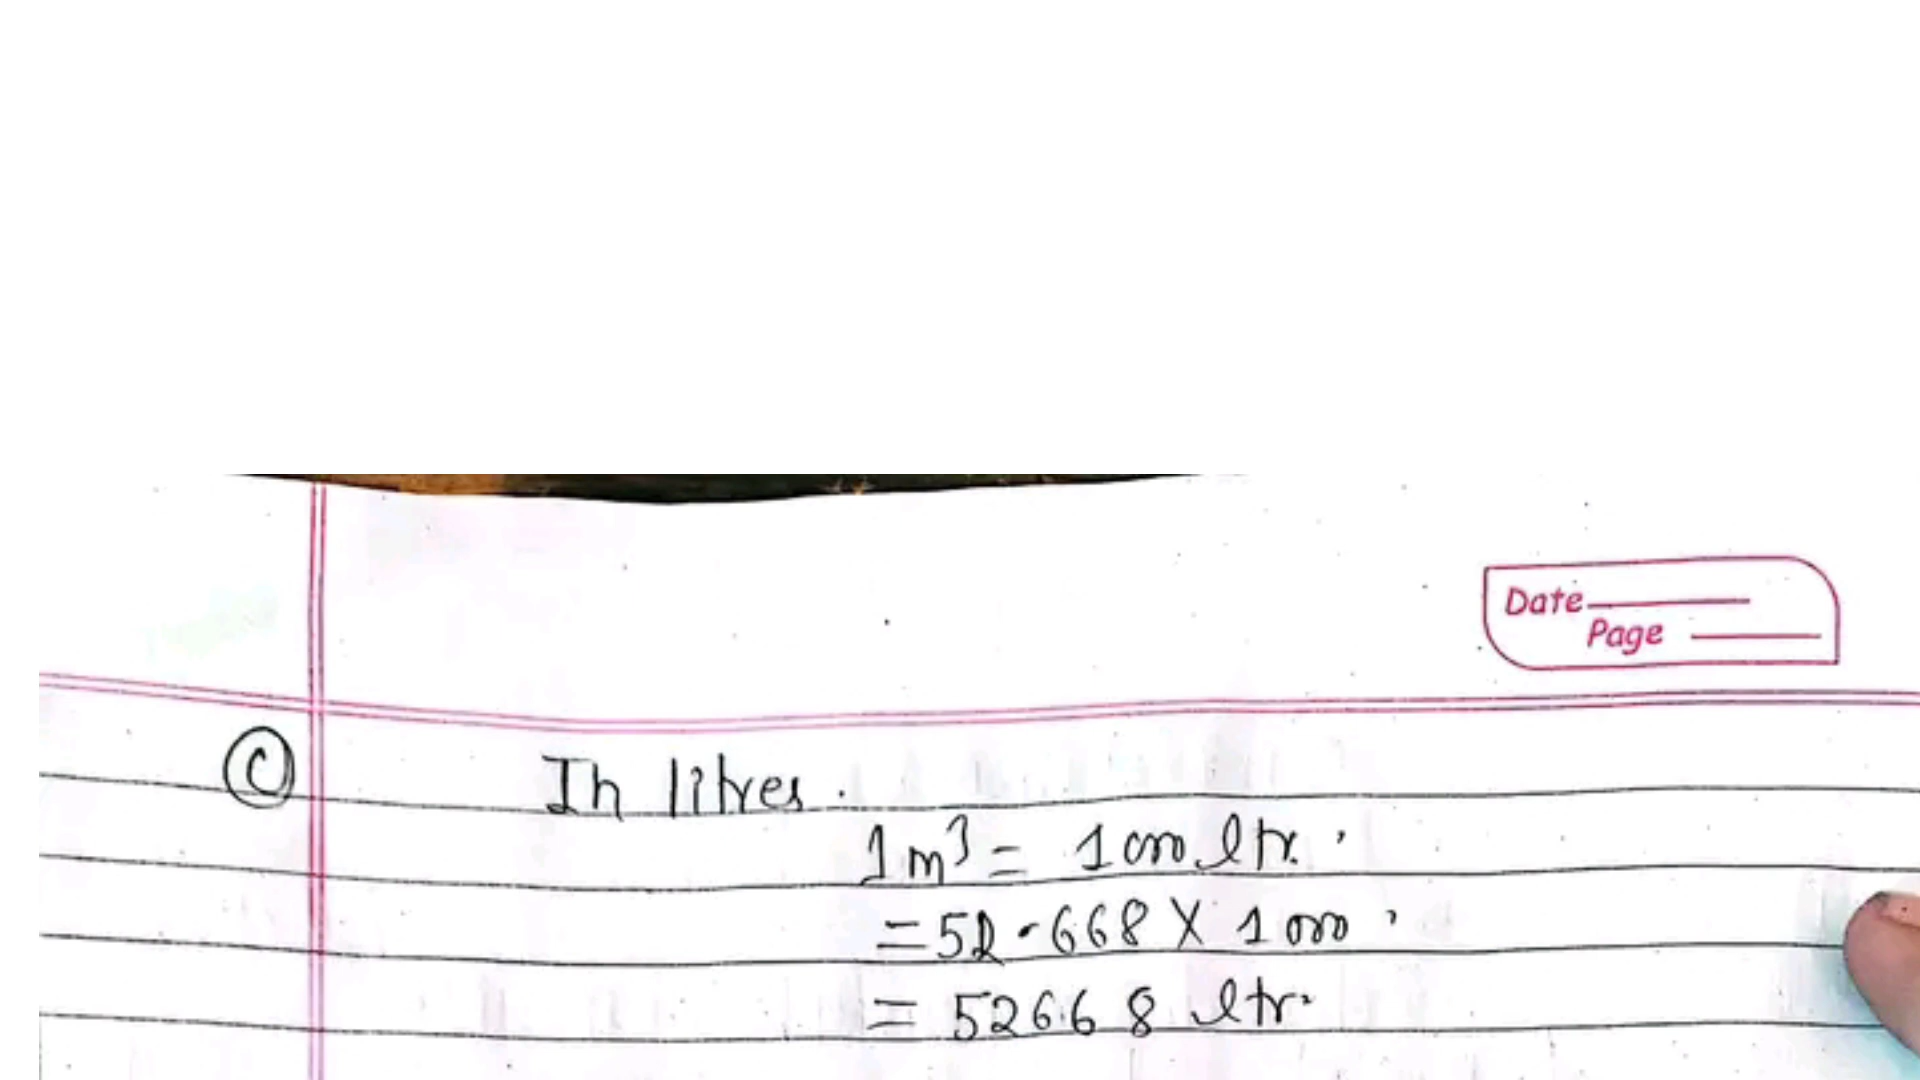 Date
Page
(C) In litres.
1m³ = 1000 ltr.
= 52.668 X 1000
= 52668 ltr.